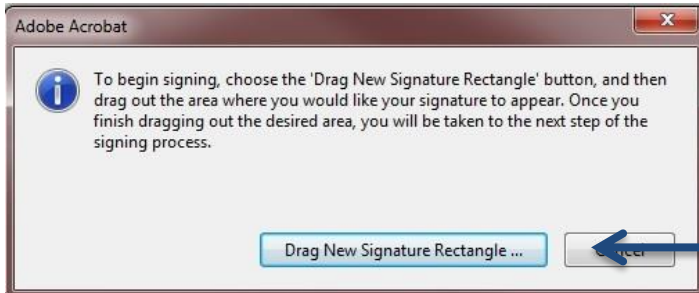 Adobe Acrobat
To begin signing, choose the 'Drag New Signature Rectangle' button, and then
drag out the area where you would like your signature to appear. Once you
finish dragging out the desired area, you will be taken to the next step of the
signing process.
Drag New Signature Rectangle ...
Cancel